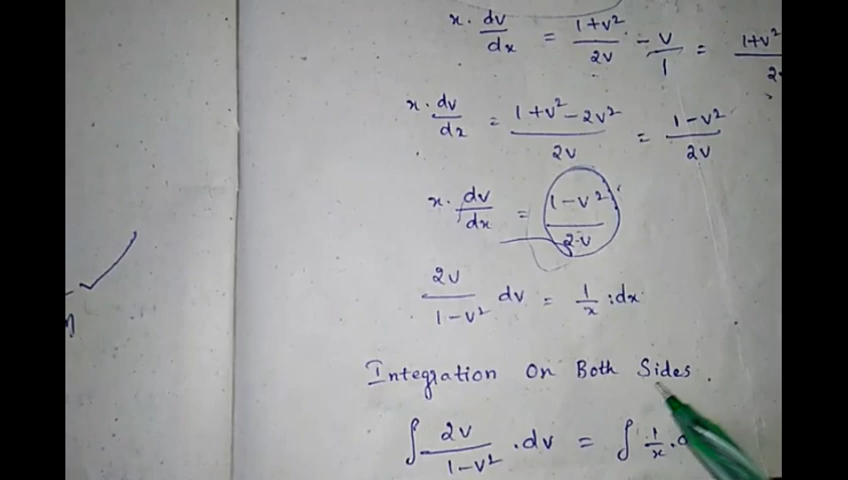 x. dv/dx = 1+v²/2v - v/1 = 1+v²/2
x. dv/dx = 1+v²-2v²/2v = 1-v²/2v
x. dv/dx = 1-v²/2v
2v/1-v² dv = 1/x . dx
Integration on Both Sides.
∫ 2v/1-v² . dv = ∫ 1/x . d